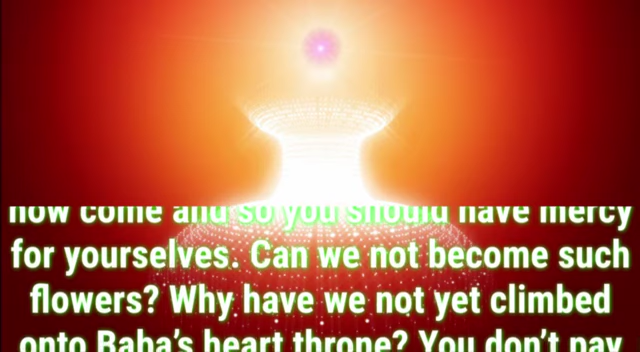 now come and so you should have mercy
for yourselves. Can we not become such
flowers? Why have we not yet climbed
onto Baba's heart throne? You don't pay